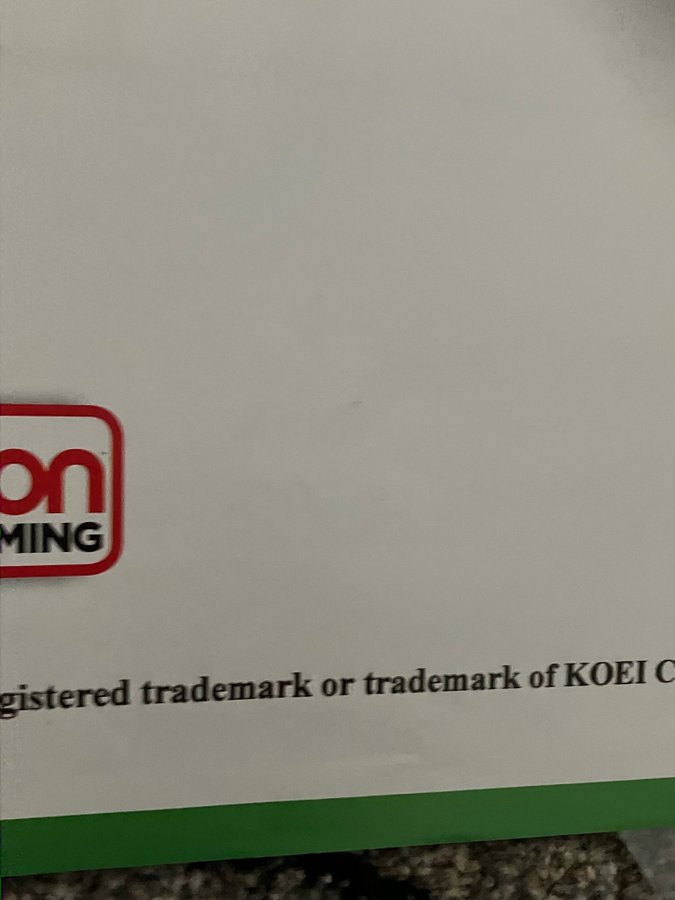 on
MING
gistered trademark or trademark of KOEI C